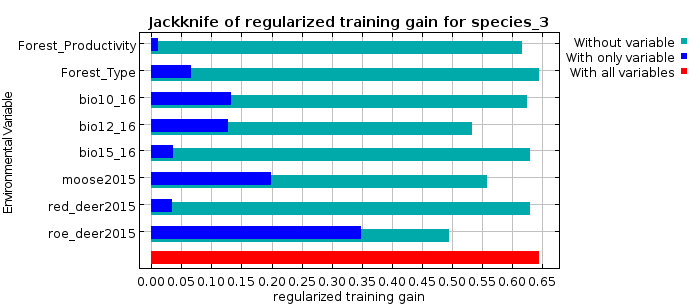 Jackknife of regularized training gain for species_3
Environmental Variable
Forest_Productivity
Forest_Type
bio10_16
bio12_16
bio15_16
moose2015
red_deer2015
roe_deer2015
0.00 0.05 0.10 0.15 0.20 0.25 0.30 0.35 0.40 0.45 0.50 0.55 0.60 0.65
regularized training gain
Without variable
With only variable
With all variables